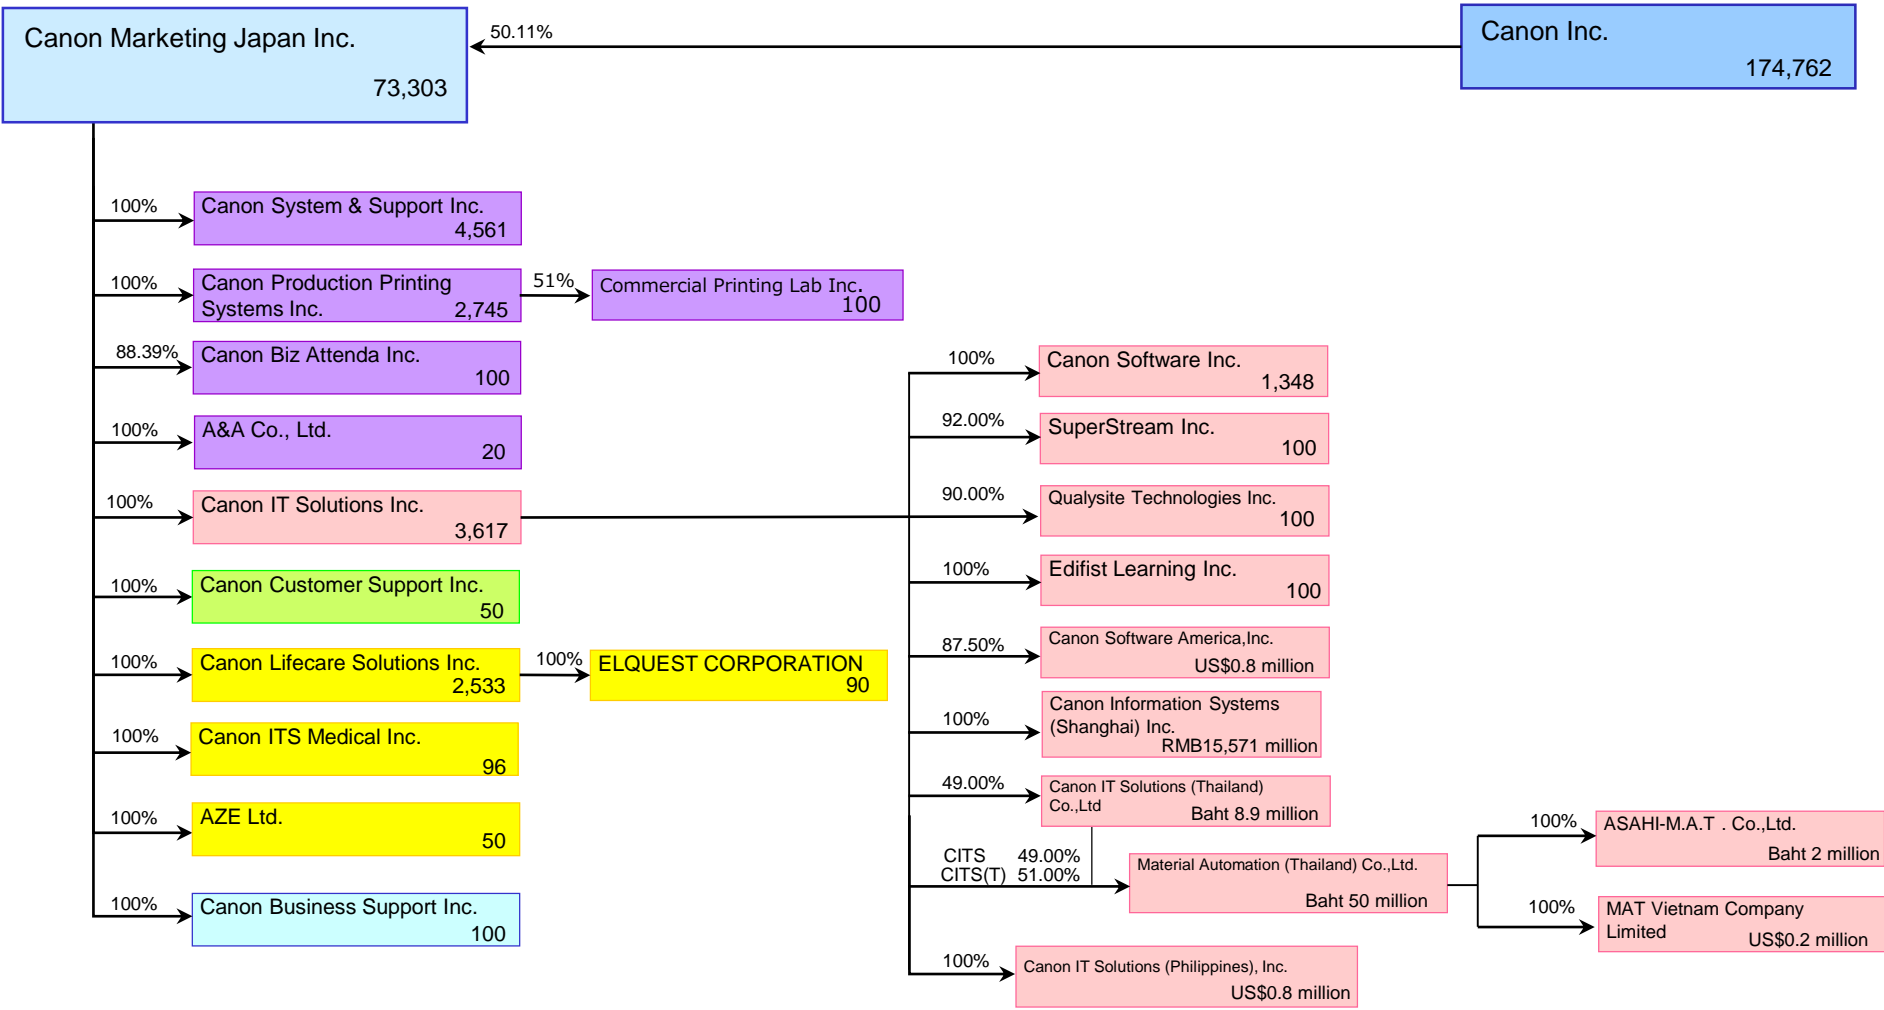 Canon Marketing Japan Inc.
73,303
50.11%
Canon Inc.
174,762
100%
Canon System & Support Inc.
4,561
100%
Canon Production Printing
Systems Inc.
2,745
51%
Commercial Printing Lab Inc.
100
88.39%
Canon Biz Attenda Inc.
100
100%
A&A Co., Ltd.
20
100%
Canon IT Solutions Inc.
3,617
100%
Canon Customer Support Inc.
50
100%
Canon Lifecare Solutions Inc.
2,533
100%
ELQUEST CORPORATION
90
100%
Canon ITS Medical Inc.
96
100%
AZE Ltd.
50
100%
Canon Business Support Inc.
100
100%
Canon Software Inc.
1,348
92.00%
SuperStream Inc.
100
90.00%
Qualysite Technologies Inc.
100
100%
Edifist Learning Inc.
100
87.50%
Canon Software America,Inc.
US$0.8 million
100%
Canon Information Systems
(Shanghai) Inc.
RMB15,571 million
49.00%
Canon IT Solutions (Thailand)
Co.,Ltd
Baht 8.9 million
CITS 49.00%
CITS(T) 51.00%
Material Automation (Thailand) Co.,Ltd.
Baht 50 million
100%
ASAHI-M.A.T . Co.,Ltd.
Baht 2 million
100%
MAT Vietnam Company
Limited
US$0.2 million
100%
Canon IT Solutions (Philippines), Inc.
US$0.8 million